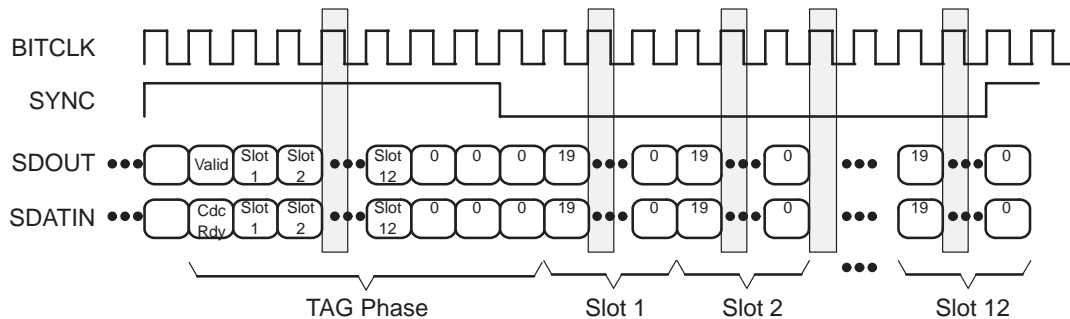 BITCLK
SYNC
SDOUT
Valid
Slot
1
Slot
2
Slot
12
0
0
0
19
0
19
0
19
0
SDATIN
Cdc
Rdy
Slot
1
Slot
2
Slot
12
0
0
0
19
0
19
0
19
0
TAG Phase
Slot 1
Slot 2
Slot 12